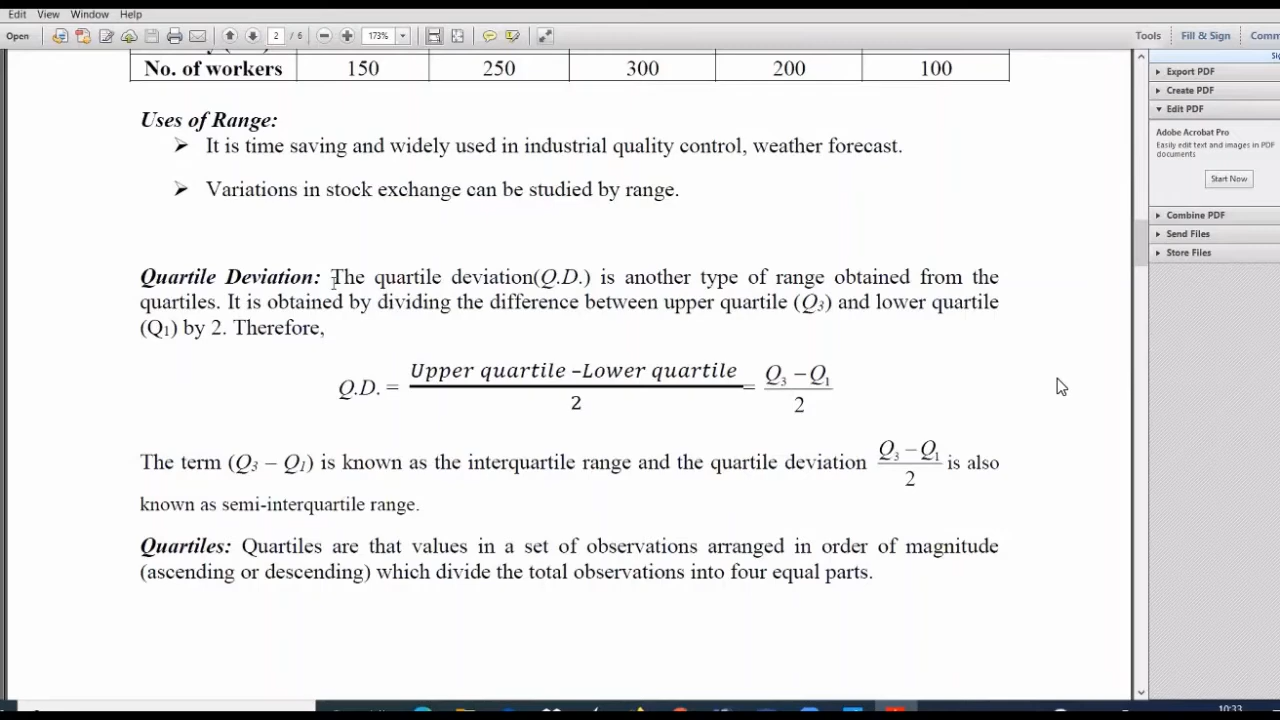 Edit View Window Help
Open 2 / 6 173% Tools Fill & Sign
No. of workers 150 250 300 200 100
Uses of Range:
➢ It is time saving and widely used in industrial quality control, weather forecast.
➢ Variations in stock exchange can be studied by range.
Quartile Deviation: The quartile deviation(Q.D.) is another type of range obtained from the
quartiles. It is obtained by dividing the difference between upper quartile (Q3) and lower quartile
(Q1) by 2. Therefore,
Q.D. = Upper quartile –Lower quartile / 2 = Q3 – Q1 / 2
The term (Q3 – Q1) is known as the interquartile range and the quartile deviation Q3 – Q1 / 2 is also
known as semi-interquartile range.
Quartiles: Quartiles are that values in a set of observations arranged in order of magnitude
(ascending or descending) which divide the total observations into four equal parts.
Export PDF
Create PDF
Edit PDF
Adobe Acrobat Pro
Easily edit text and images in PDF
documents
Start Now
Combine PDF
Send Files
Store Files
10:33